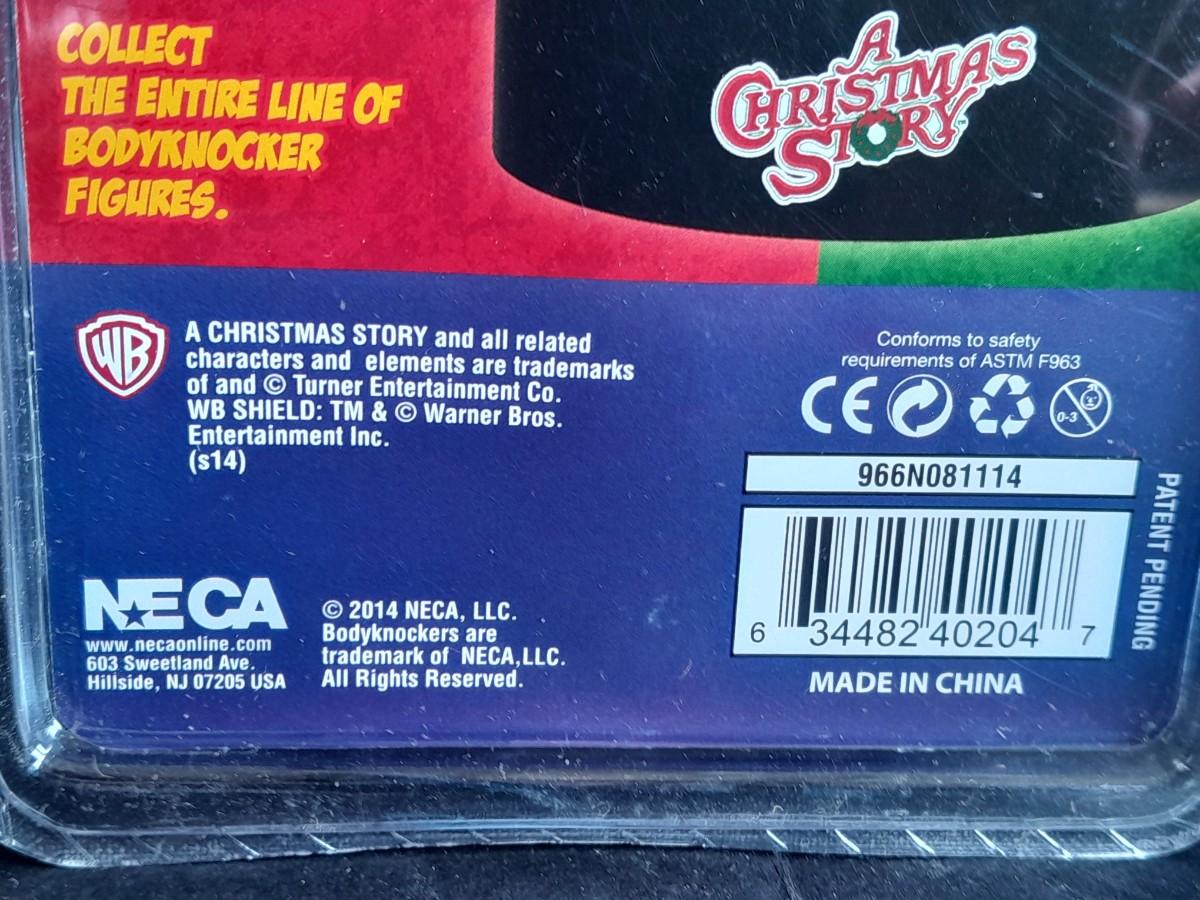 COLLECT
THE ENTIRE LINE OF
BODYKNOCKER
FIGURES.
A
CHRISTMAS
STORY™
WB
A CHRISTMAS STORY and all related
characters and elements are trademarks
of and © Turner Entertainment Co.
WB SHIELD: TM & © Warner Bros.
Entertainment Inc.
(s14)
Conforms to safety
requirements of ASTM F963
CE
0-3
966N081114
6 34482 40204 7
MADE IN CHINA
PATENT PENDING
NECA
www.necaonline.com
603 Sweetland Ave.
Hillside, NJ 07205 USA
© 2014 NECA, LLC.
Bodyknockers are
trademark of NECA,LLC.
All Rights Reserved.